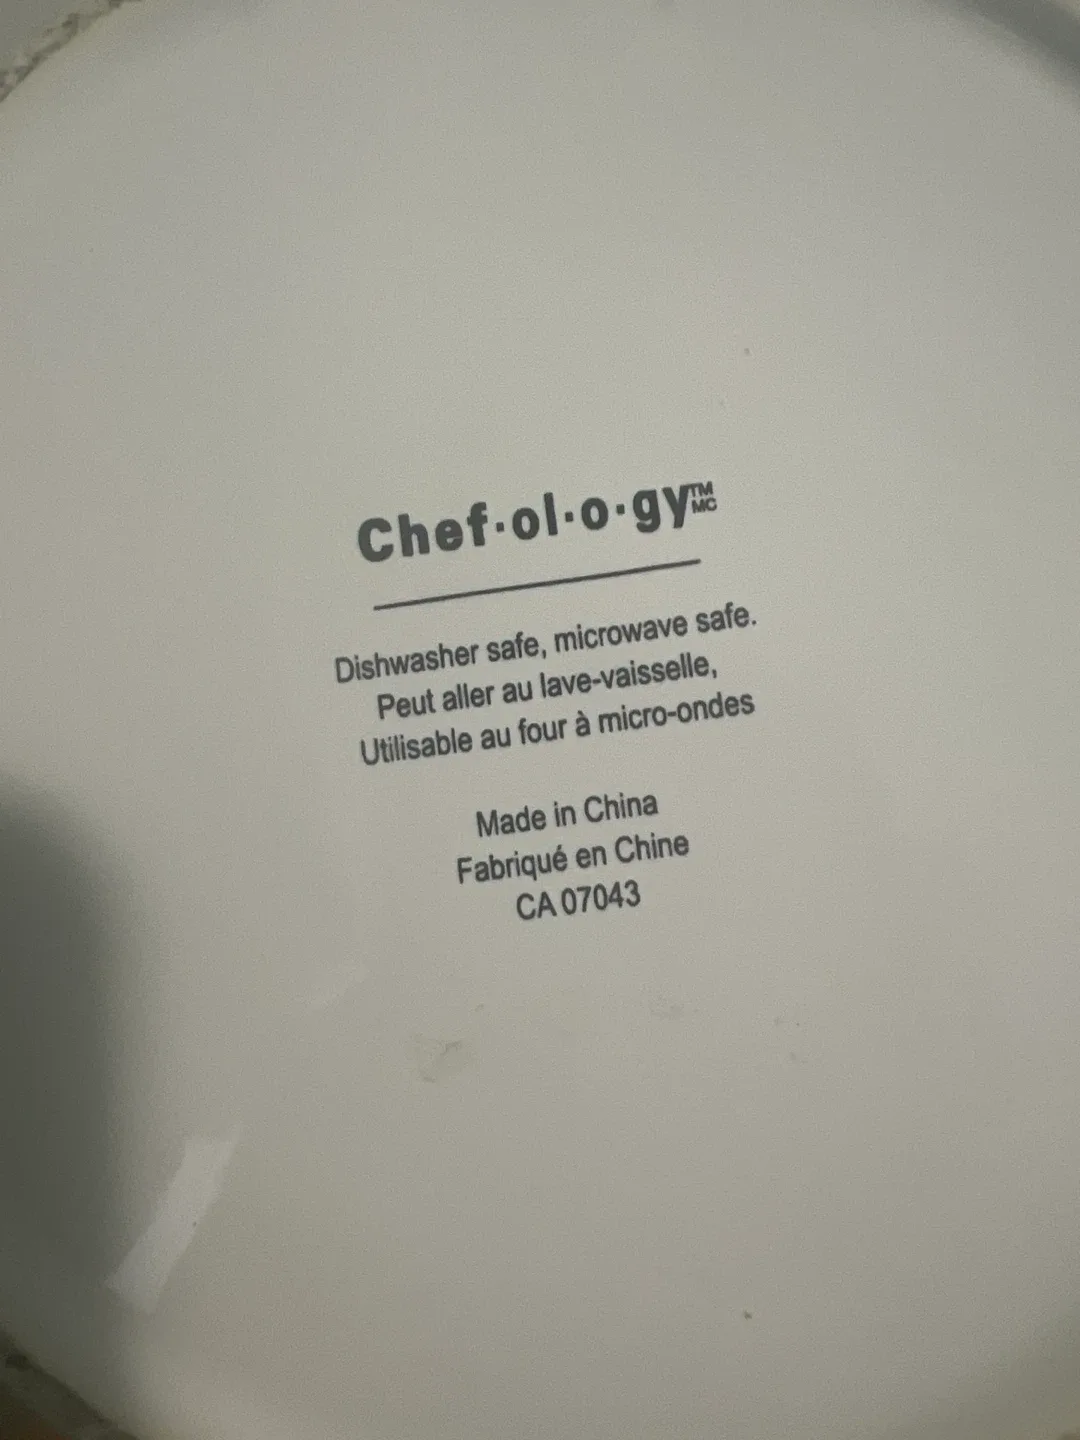 Chef·ol·o·gy™ MC
Dishwasher safe, microwave safe.
Peut aller au lave-vaisselle,
Utilisable au four à micro-ondes
Made in China
Fabriqué en Chine
CA 07043